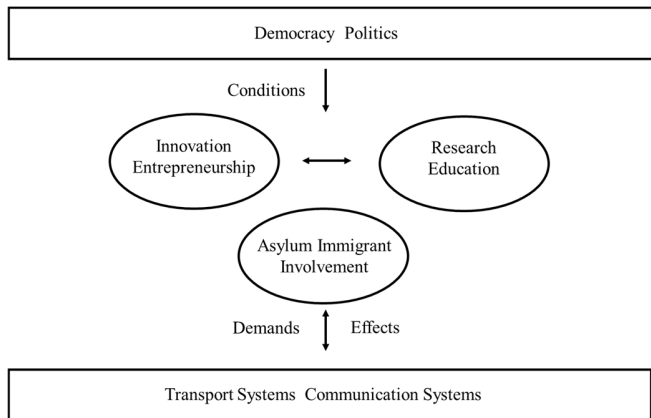 Democracy Politics
Conditions
Innovation
Entrepreneurship
Research
Education
Asylum Immigrant
Involvement
Demands Effects
Transport Systems Communication Systems